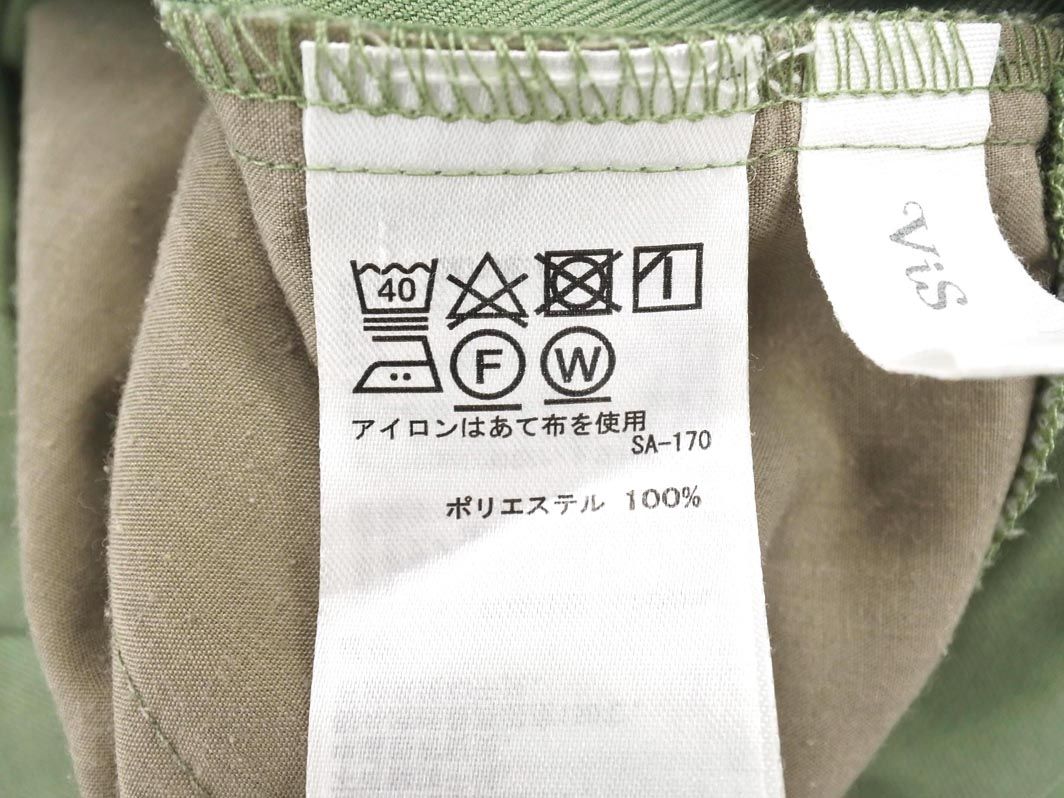 40
F W
アイロンはあて布を使用
SA-170
ポリエステル 100%
ViS